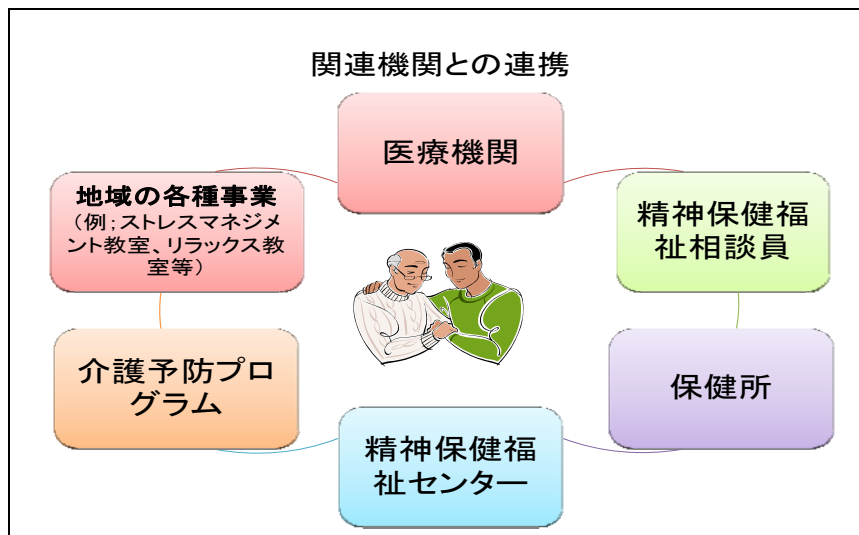 関連機関との連携
医療機関
地域の各種事業
（例；ストレスマネジメ
ント教室、リラックス教
室等）
精神保健福
祉相談員
介護予防プロ
グラム
保健所
精神保健福
祉センター